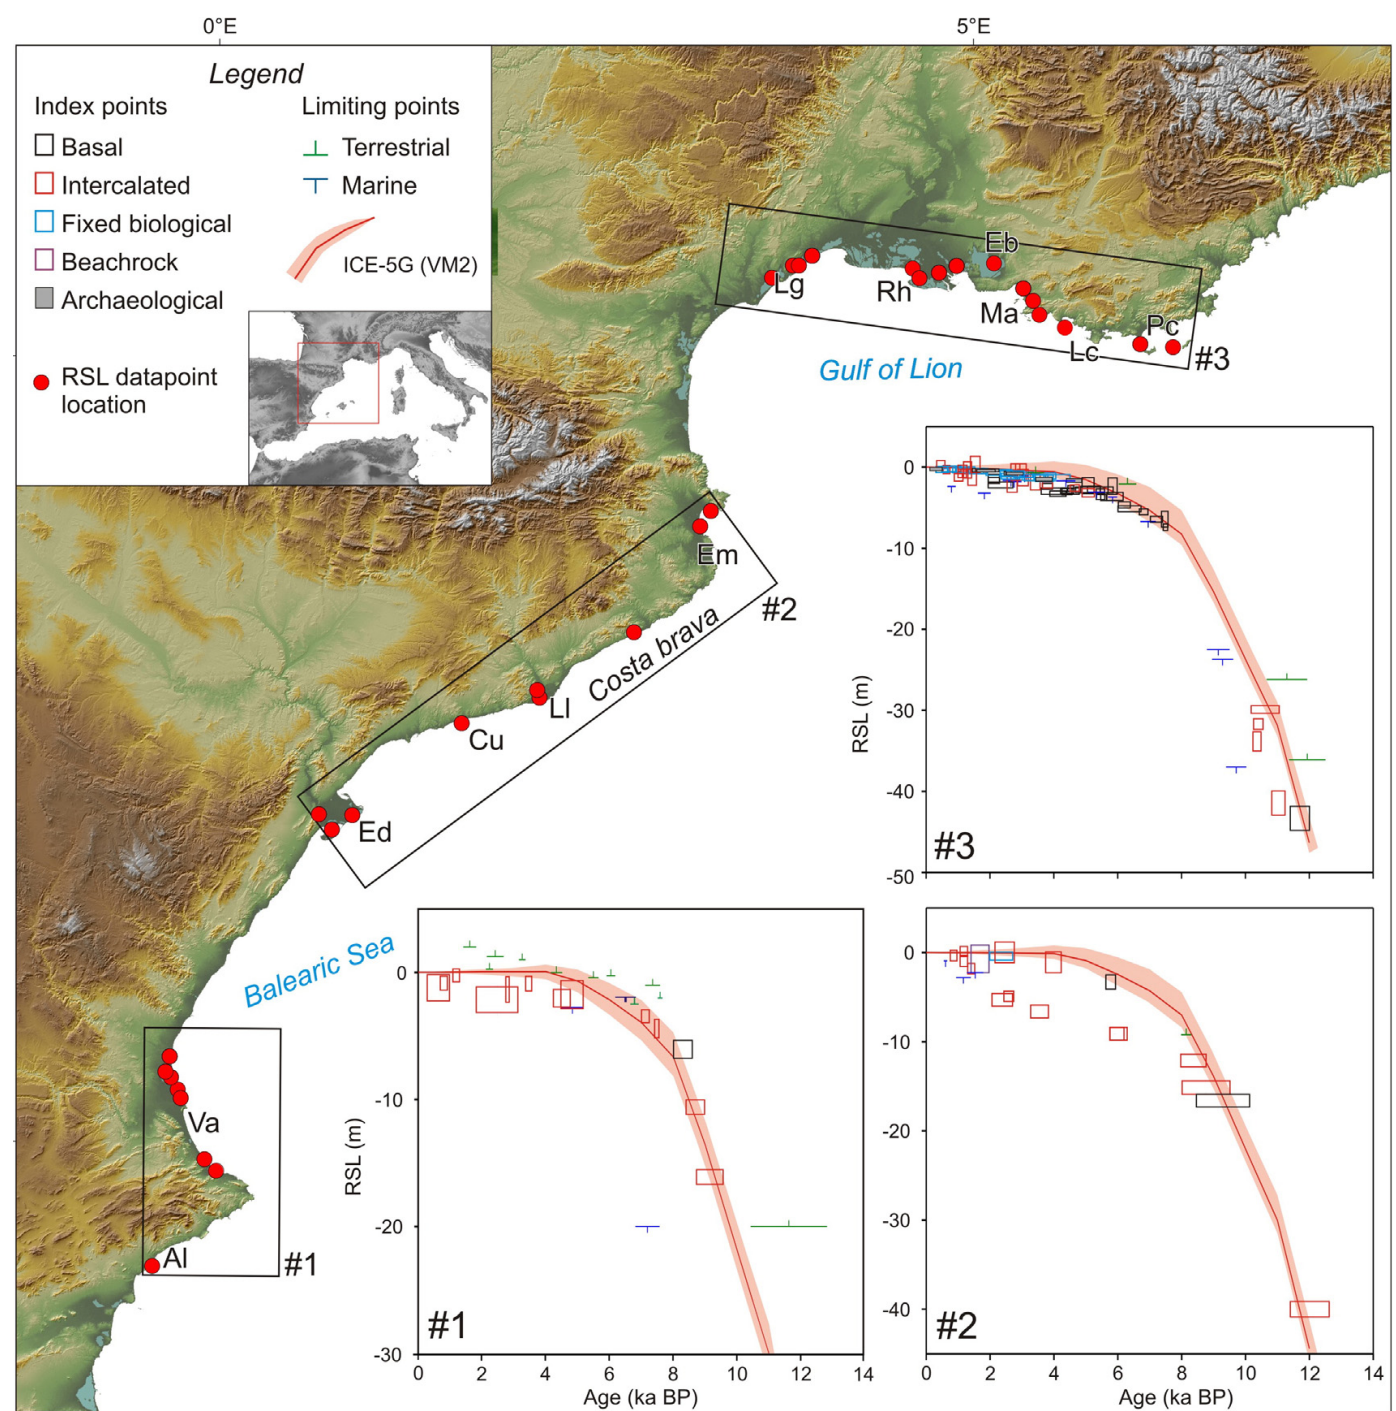 0°E
5°E
Legend
Index points
Limiting points
Basal
Terrestrial
Intercalated
Marine
Fixed biological
Beachrock
ICE-5G (VM2)
Archaeological
RSL datapoint
location
Eb
Lg
Rh
Ma
Pc
Lc
#3
Gulf of Lion
Em
#2
Costa brava
Ll
Cu
Ed
Balearic Sea
Va
Al
#1
0
-10
-20
-30
-40
-50
RSL (m)
#3
0
-10
-20
-30
RSL (m)
#1
0 2 4 6 8 10 12 14
Age (ka BP)
0
-10
-20
-30
-40
#2
0 2 4 6 8 10 12 14
Age (ka BP)